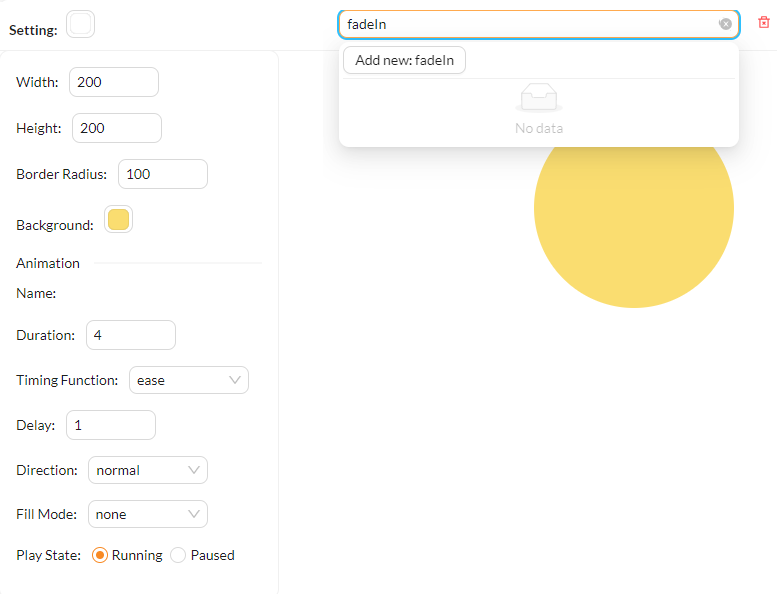 Setting:
fadeIn
Add new: fadeIn
No data
Width: 200
Height: 200
Border Radius: 100
Background:
Animation
Name:
Duration: 4
Timing Function: ease
Delay: 1
Direction: normal
Fill Mode: none
Play State: Running Paused